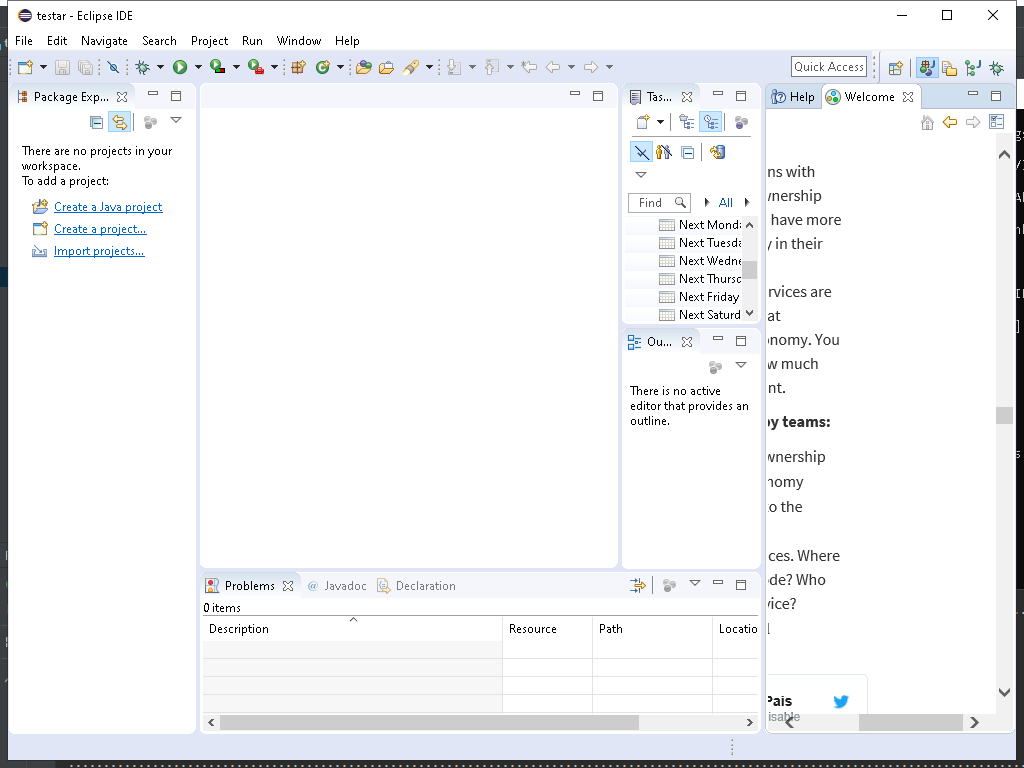 testar - Eclipse IDE
File Edit Navigate Search Project Run Window Help
Quick Access
Package Exp...
There are no projects in your
workspace.
To add a project:
Create a Java project
Create a project...
Import projects...
Tas...
Find
All
Next Mond
Next Tuesda
Next Wedne
Next Thursd
Next Friday
Next Saturd
Ou...
There is no active
editor that provides an
outline.
Help Welcome
ns with
wnership
have more
y in their
rvices are
at
onomy. You
w much
nt.
by teams:
wnership
nomy
to the
ces. Where
de? Who
vice?
Pais
isable
Problems @ Javadoc Declaration
0 items
Description Resource Path Locatio